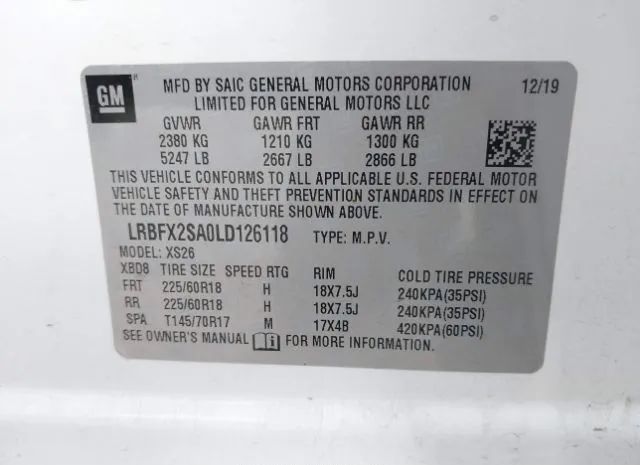 GM
MFD BY SAIC GENERAL MOTORS CORPORATION 12/19
LIMITED FOR GENERAL MOTORS LLC
GVWR GAWR FRT GAWR RR
2380 KG 1210 KG 1300 KG
5247 LB 2667 LB 2866 LB
THIS VEHICLE CONFORMS TO ALL APPLICABLE U.S. FEDERAL MOTOR
VEHICLE SAFETY AND THEFT PREVENTION STANDARDS IN EFFECT ON
THE DATE OF MANUFACTURE SHOWN ABOVE.
LRBFX2SA0LD126118 TYPE: M.P.V.
MODEL: XS26
XBD8 TIRE SIZE SPEED RTG RIM COLD TIRE PRESSURE
FRT 225/60R18 H 18X7.5J 240KPA(35PSI)
RR 225/60R18 H 18X7.5J 240KPA(35PSI)
SPA T145/70R17 M 17X4B 420KPA(60PSI)
SEE OWNER'S MANUAL i FOR MORE INFORMATION.